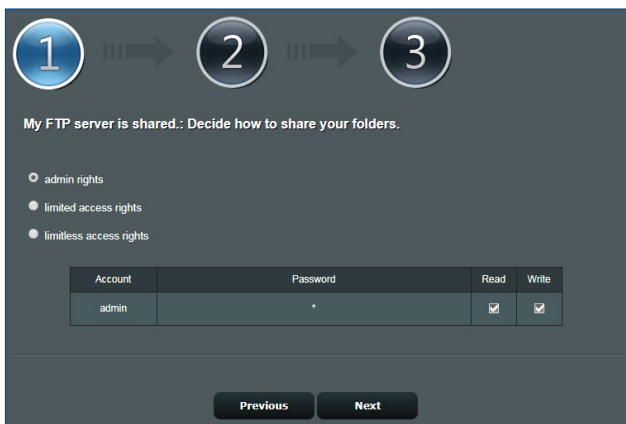 1 2 3
My FTP server is shared.: Decide how to share your folders.
admin rights
limited access rights
limitless access rights
Account Password Read Write
admin *
Previous Next